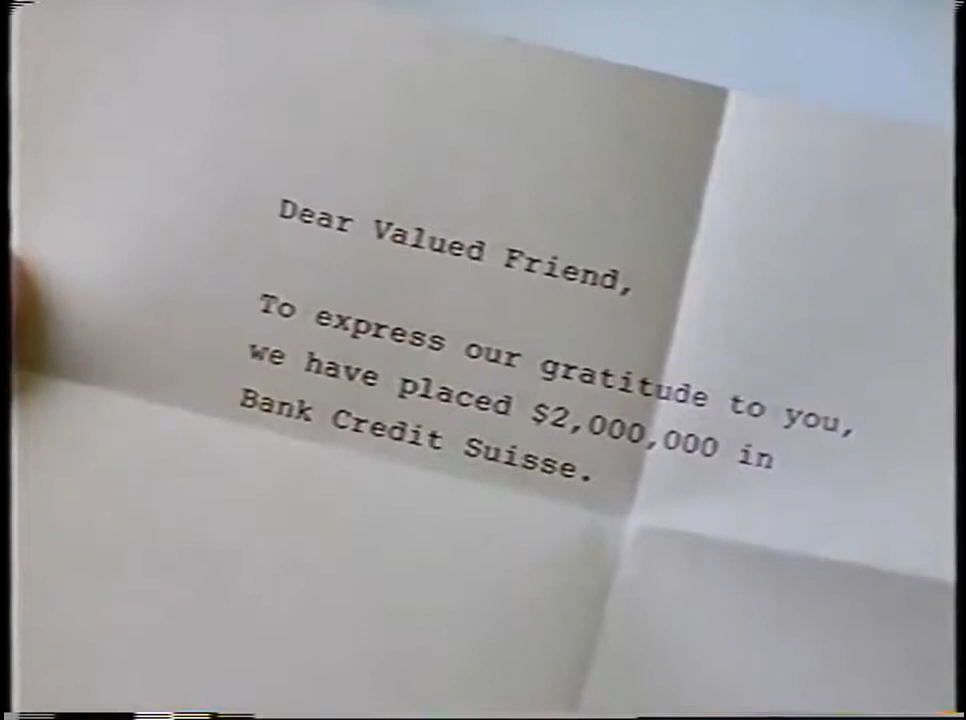 Dear Valued Friend,
To express our gratitude to you,
we have placed $2,000,000 in
Bank Credit Suisse.